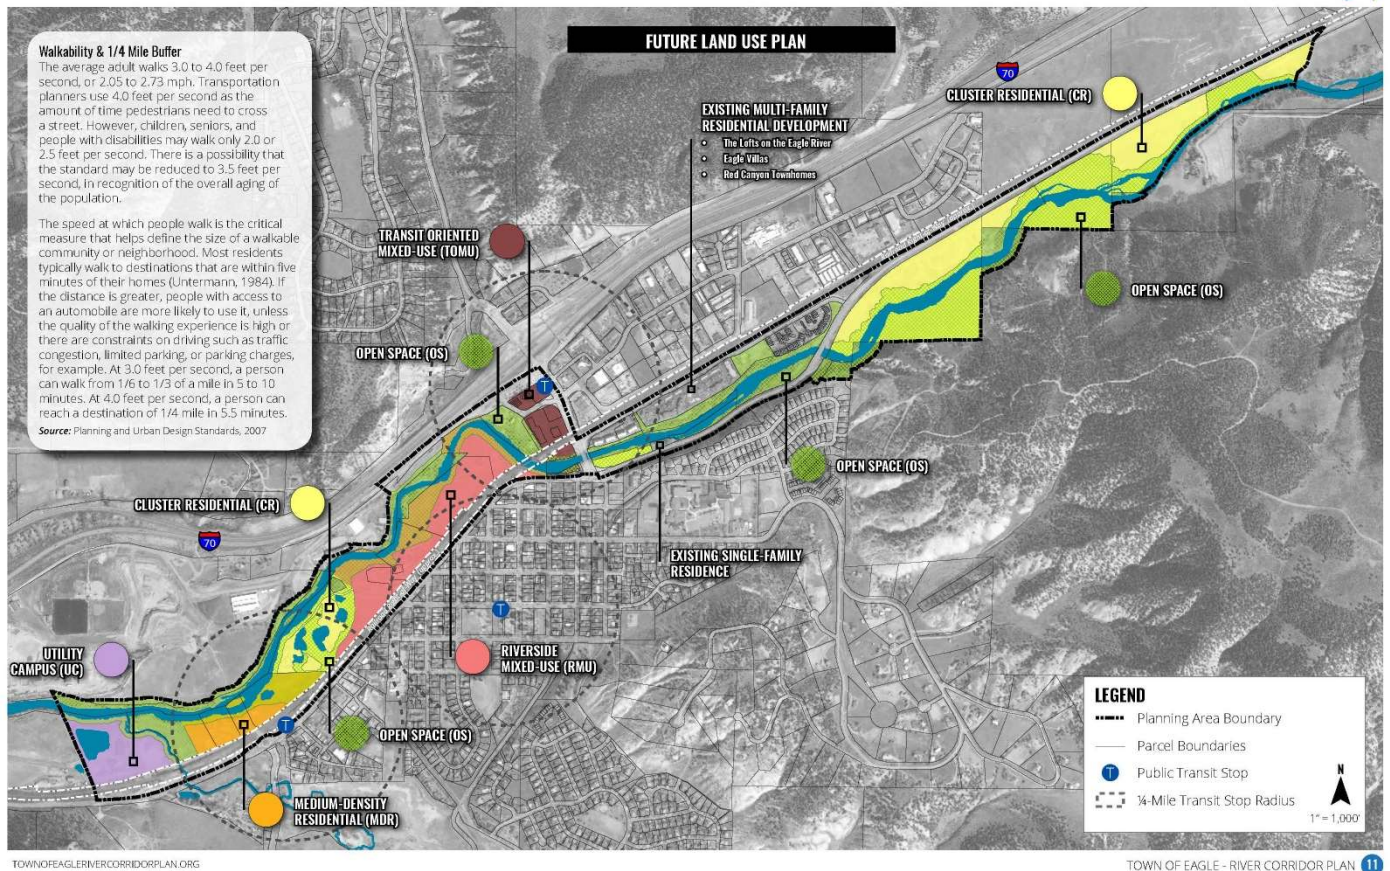 FUTURE LAND USE PLAN
Walkability & 1/4 Mile Buffer
The average adult walks 3.0 to 4.0 feet per
second, or 2.05 to 2.73 mph. Transportation
planners use 4.0 feet per second as the
amount of time pedestrians need to cross
a street. However, children, seniors, and
people with disabilities may walk only 2.0 or
2.5 feet per second. There is a possibility that
the standard may be reduced to 3.5 feet per
second, in recognition of the overall aging of
the population.
The speed at which people walk is the critical
measure that helps define the size of a walkable
community or neighborhood. Most residents
typically walk to destinations that are within five
minutes of their homes (Untermann, 1984). If
the distance is greater, people with access to
an automobile are more likely to use it, unless
the quality of the walking experience is high or
there are constraints on driving such as traffic
congestion, limited parking, or parking charges,
for example. At 3.0 feet per second, a person
can walk from 1/6 to 1/3 of a mile in 5 to 10
minutes. At 4.0 feet per second, a person can
reach a destination of 1/4 mile in 5.5 minutes.
Source: Planning and Urban Design Standards, 2007
70
CLUSTER RESIDENTIAL (CR)
EXISTING MULTI-FAMILY
RESIDENTIAL DEVELOPMENT
• The Lofts on the Eagle River
• Eagle Villas
• Red Canyon Townhomes
TRANSIT ORIENTED
MIXED-USE (TOMU)
OPEN SPACE (OS)
OPEN SPACE (OS)
T
OPEN SPACE (OS)
CLUSTER RESIDENTIAL (CR)
70
EXISTING SINGLE-FAMILY
RESIDENCE
T
UTILITY
CAMPUS (UC)
RIVERSIDE
MIXED-USE (RMU)
T
OPEN SPACE (OS)
MEDIUM-DENSITY
RESIDENTIAL (MDR)
LEGEND
Planning Area Boundary
Parcel Boundaries
T Public Transit Stop
¼-Mile Transit Stop Radius
N
1" = 1,000'
TOWNOFEAGLERIVERCORRIDORPLAN.ORG
TOWN OF EAGLE - RIVER CORRIDOR PLAN 11